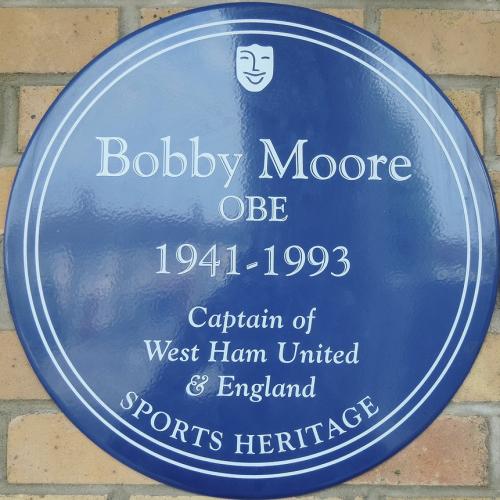 Bobby Moore
OBE
1941-1993
Captain of
West Ham United
& England
SPORTS HERITAGE